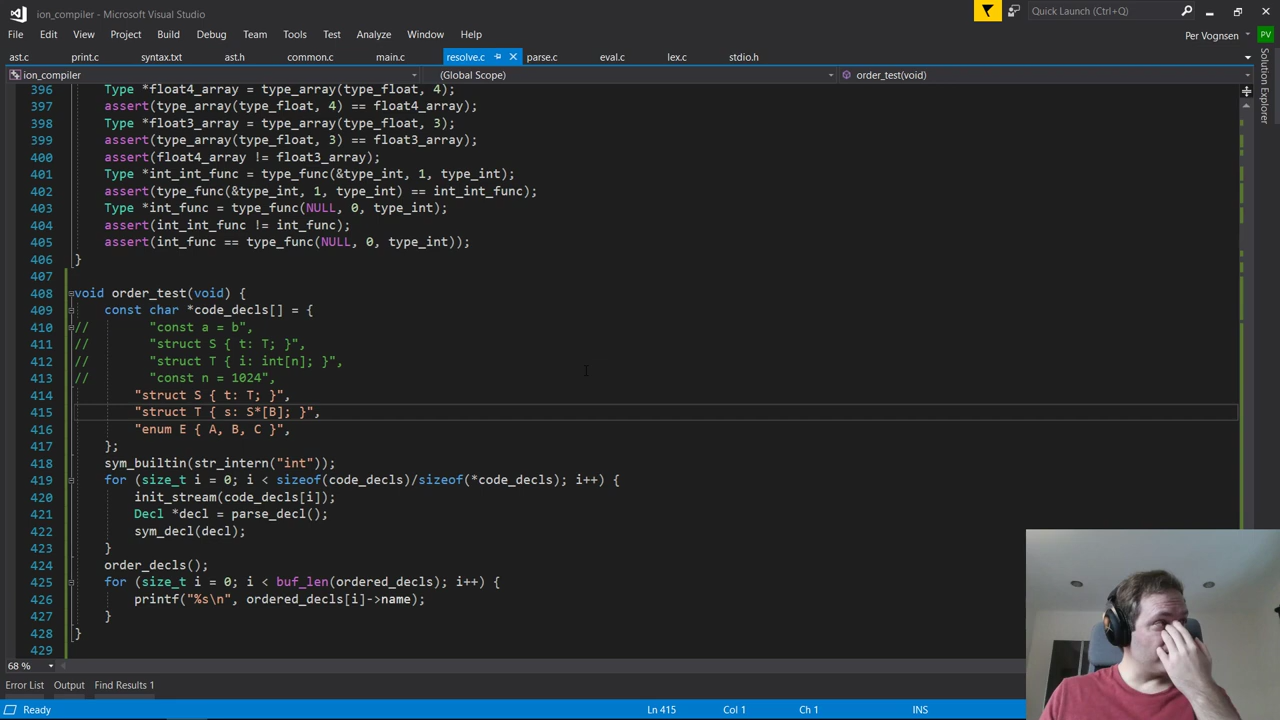 ion_compiler - Microsoft Visual Studio
Quick Launch (Ctrl+Q)
File Edit View Project Build Debug Team Tools Test Analyze Window Help
Per Vognsen PV
ast.c print.c syntax.txt ast.h common.c main.c resolve.c parse.c eval.c lex.c stdio.h
Solution Explorer
ion_compiler (Global Scope) order_test(void)
396 Type *float4_array = type_array(type_float, 4);
397 assert(type_array(type_float, 4) == float4_array);
398 Type *float3_array = type_array(type_float, 3);
399 assert(type_array(type_float, 3) == float3_array);
400 assert(float4_array != float3_array);
401 Type *int_int_func = type_func(&type_int, 1, type_int);
402 assert(type_func(&type_int, 1, type_int) == int_int_func);
403 Type *int_func = type_func(NULL, 0, type_int);
404 assert(int_int_func != int_func);
405 assert(int_func == type_func(NULL, 0, type_int));
406 }
407
408 void order_test(void) {
409 const char *code_decls[] = {
410 // "const a = b",
411 // "struct S { t: T; }",
412 // "struct T { i: int[n]; }",
413 // "const n = 1024",
414 "struct S { t: T; }",
415 "struct T { s: S*[B]; }",
416 "enum E { A, B, C }",
417 };
418 sym_builtin(str_intern("int"));
419 for (size_t i = 0; i < sizeof(code_decls)/sizeof(*code_decls); i++) {
420 init_stream(code_decls[i]);
421 Decl *decl = parse_decl();
422 sym_decl(decl);
423 }
424 order_decls();
425 for (size_t i = 0; i < buf_len(ordered_decls); i++) {
426 printf("%s\n", ordered_decls[i]->name);
427 }
428 }
429
68 %
Error List Output Find Results 1
Ready Ln 415 Col 1 Ch 1 INS